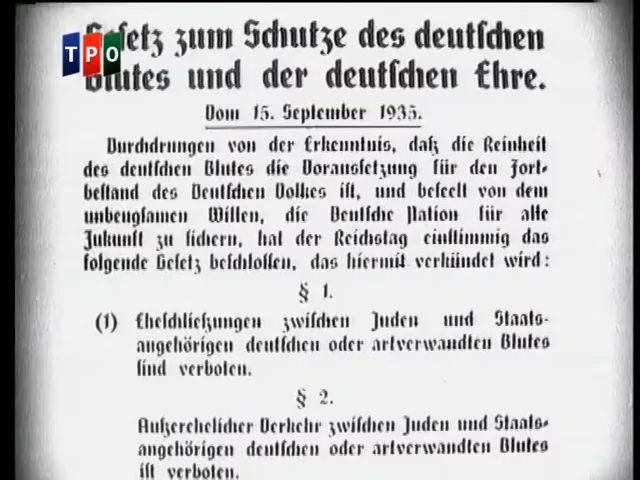 ТРО
Gesetz zum Schutze des deutschen
Blutes und der deutschen Ehre.
Vom 15. September 1935.
Durchdrungen von der Erkenntnis, daß die Reinheit
des deutschen Blutes die Voraussetzung für den Fort-
bestand des Deutschen Volkes ist, und beseelt von dem
unbeugsamen Willen, die Deutsche Nation für alle
Zukunft zu sichern, hat der Reichstag einstimmig das
folgende Gesetz beschlossen, das hiermit verkündet wird:
§ 1.
(1) Eheschließungen zwischen Juden und Staats-
angehörigen deutschen oder artverwandten Blutes
sind verboten.
§ 2.
Außerehelicher Verkehr zwischen Juden und Staats-
angehörigen deutschen oder artverwandten Blutes
ist verboten.